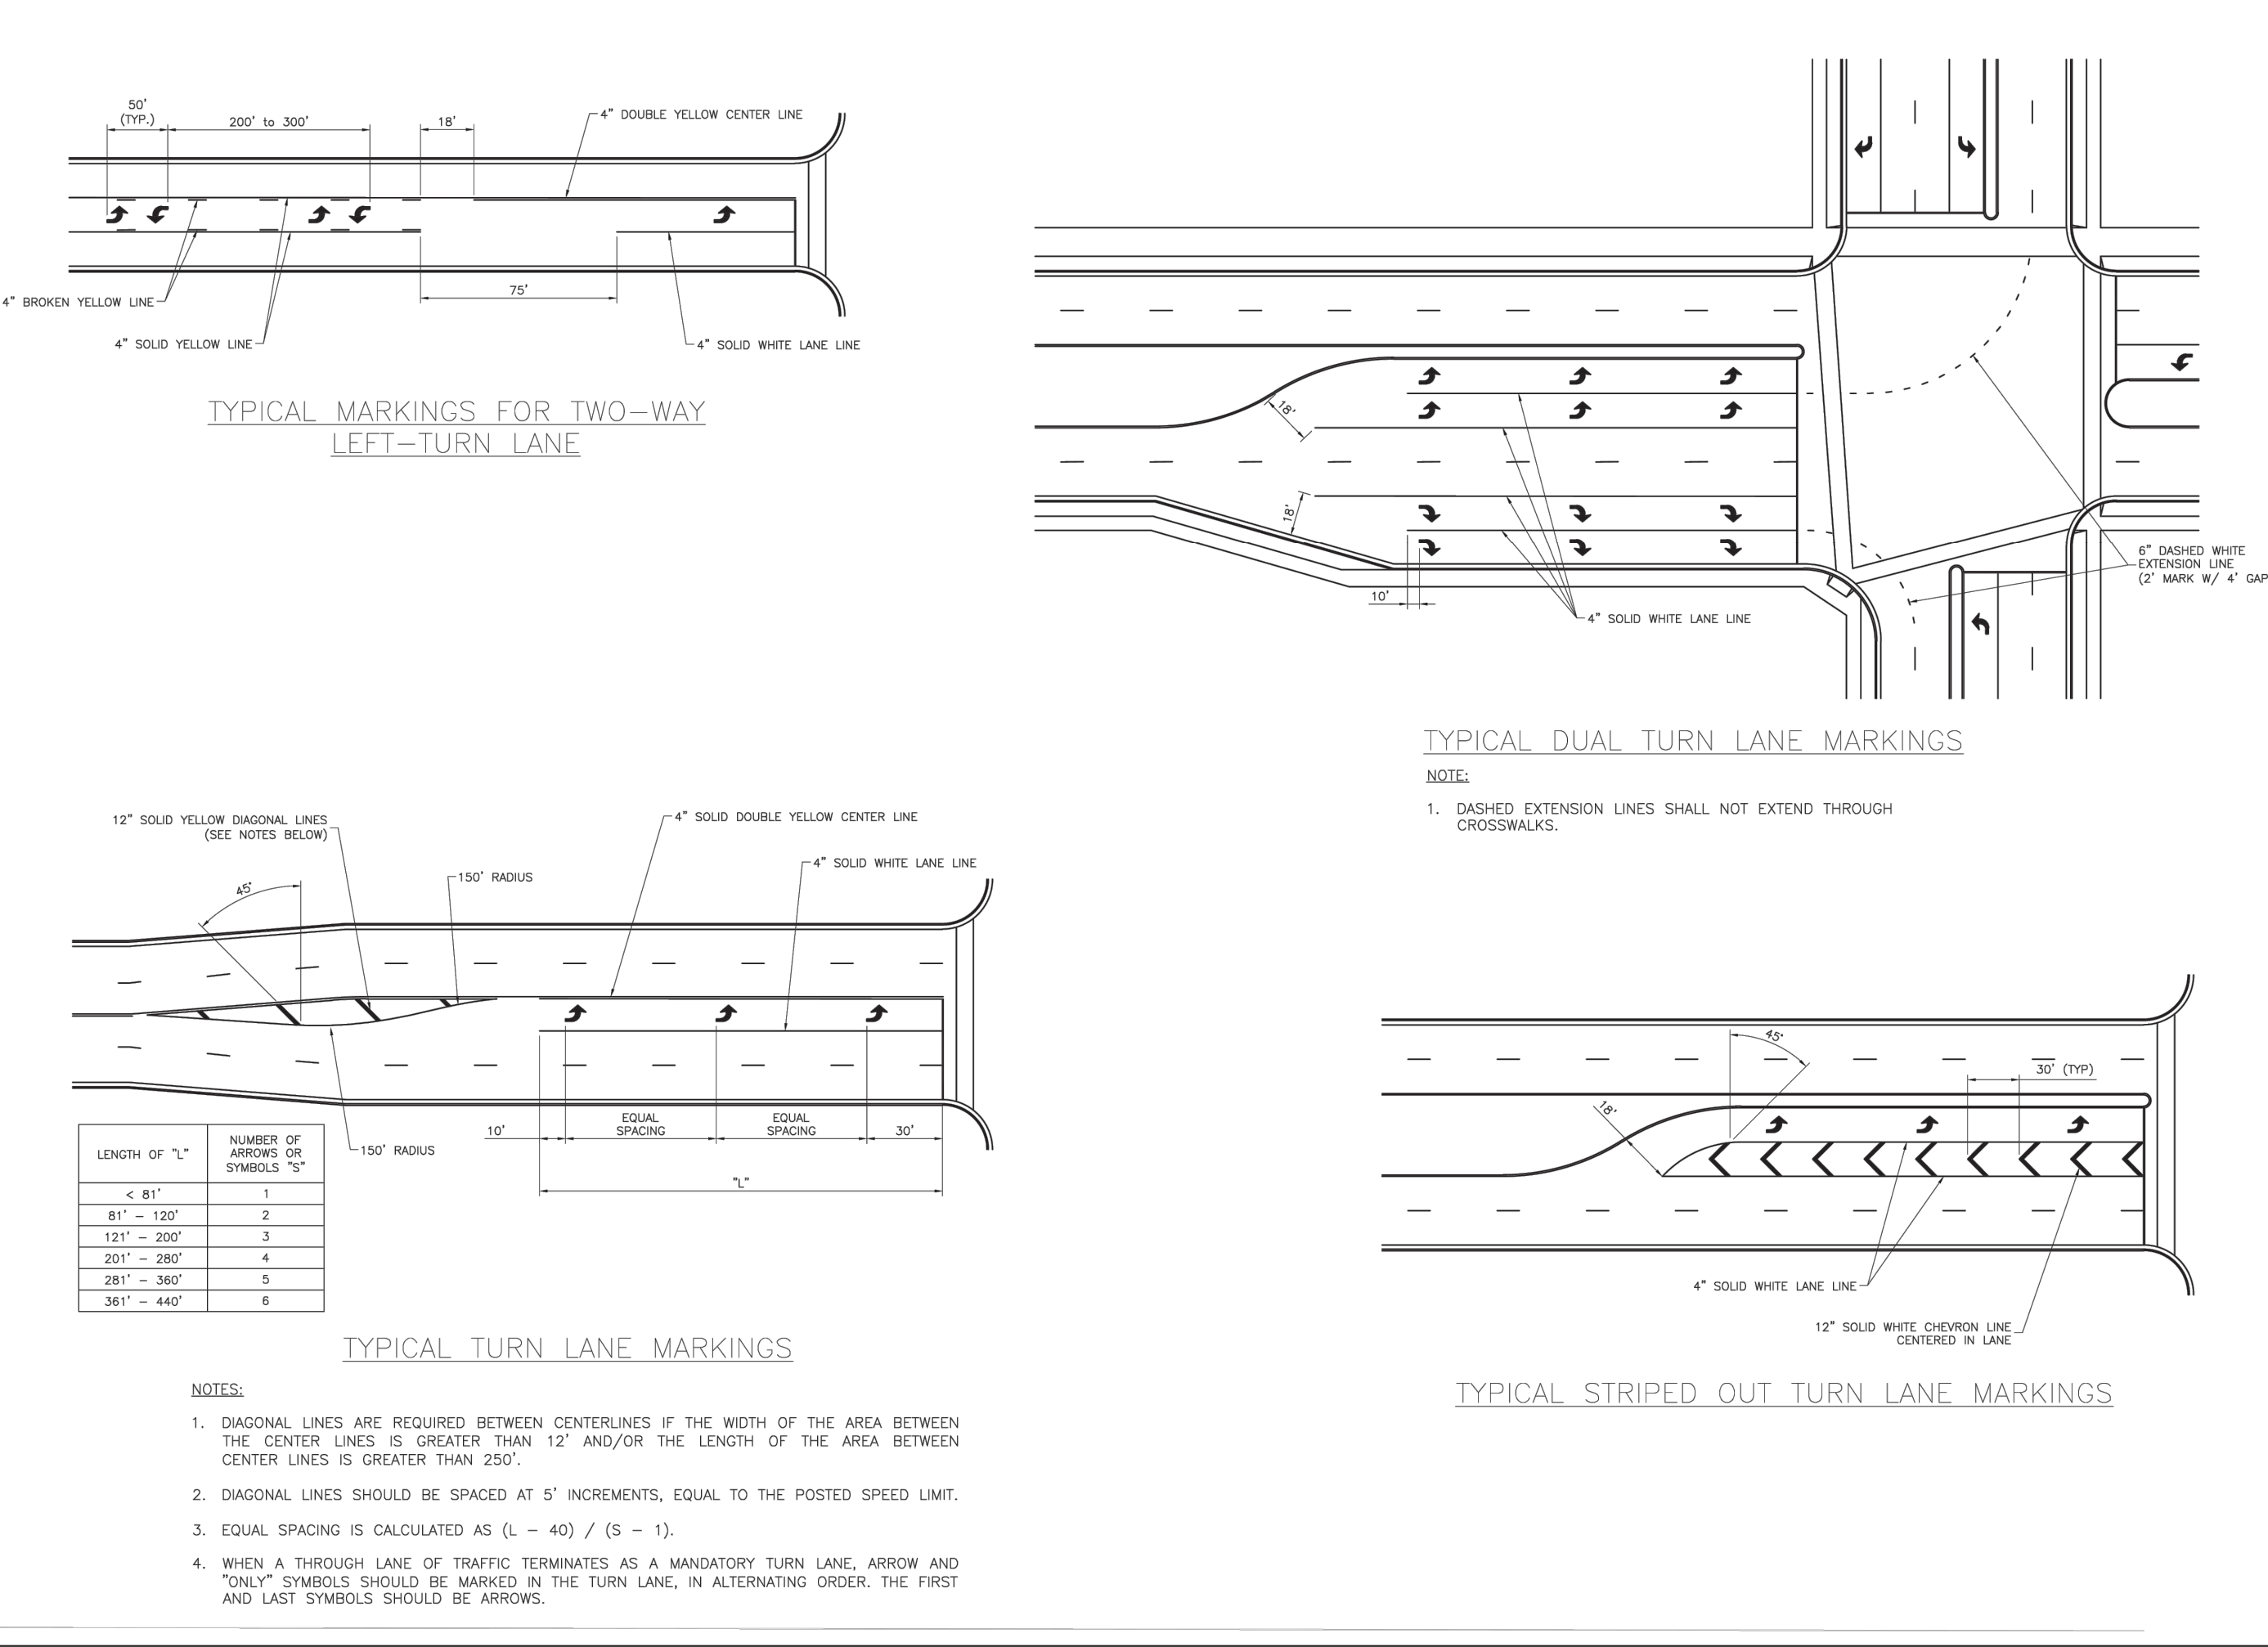 50'
(TYP.)
200' to 300'
18'
4" DOUBLE YELLOW CENTER LINE
75'
4" BROKEN YELLOW LINE
4" SOLID YELLOW LINE
4" SOLID WHITE LANE LINE
TYPICAL MARKINGS FOR TWO-WAY
LEFT-TURN LANE
18'
18'
10'
4" SOLID WHITE LANE LINE
6" DASHED WHITE
EXTENSION LINE
(2' MARK W/ 4' GAP
TYPICAL DUAL TURN LANE MARKINGS
NOTE:
1. DASHED EXTENSION LINES SHALL NOT EXTEND THROUGH
CROSSWALKS.
12" SOLID YELLOW DIAGONAL LINES
(SEE NOTES BELOW)
4" SOLID DOUBLE YELLOW CENTER LINE
4" SOLID WHITE LANE LINE
150' RADIUS
45°
10'
EQUAL
SPACING
EQUAL
SPACING
30'
150' RADIUS
"L"
LENGTH OF "L"
NUMBER OF
ARROWS OR
SYMBOLS "S"
< 81' 1
81' - 120' 2
121' - 200' 3
201' - 280' 4
281' - 360' 5
361' - 440' 6
TYPICAL TURN LANE MARKINGS
NOTES:
1. DIAGONAL LINES ARE REQUIRED BETWEEN CENTERLINES IF THE WIDTH OF THE AREA BETWEEN
THE CENTER LINES IS GREATER THAN 12' AND/OR THE LENGTH OF THE AREA BETWEEN
CENTER LINES IS GREATER THAN 250'.
2. DIAGONAL LINES SHOULD BE SPACED AT 5' INCREMENTS, EQUAL TO THE POSTED SPEED LIMIT.
3. EQUAL SPACING IS CALCULATED AS (L - 40) / (S - 1).
4. WHEN A THROUGH LANE OF TRAFFIC TERMINATES AS A MANDATORY TURN LANE, ARROW AND
"ONLY" SYMBOLS SHOULD BE MARKED IN THE TURN LANE, IN ALTERNATING ORDER. THE FIRST
AND LAST SYMBOLS SHOULD BE ARROWS.
45°
30' (TYP)
18'
4" SOLID WHITE LANE LINE
12" SOLID WHITE CHEVRON LINE
CENTERED IN LANE
TYPICAL STRIPED OUT TURN LANE MARKINGS